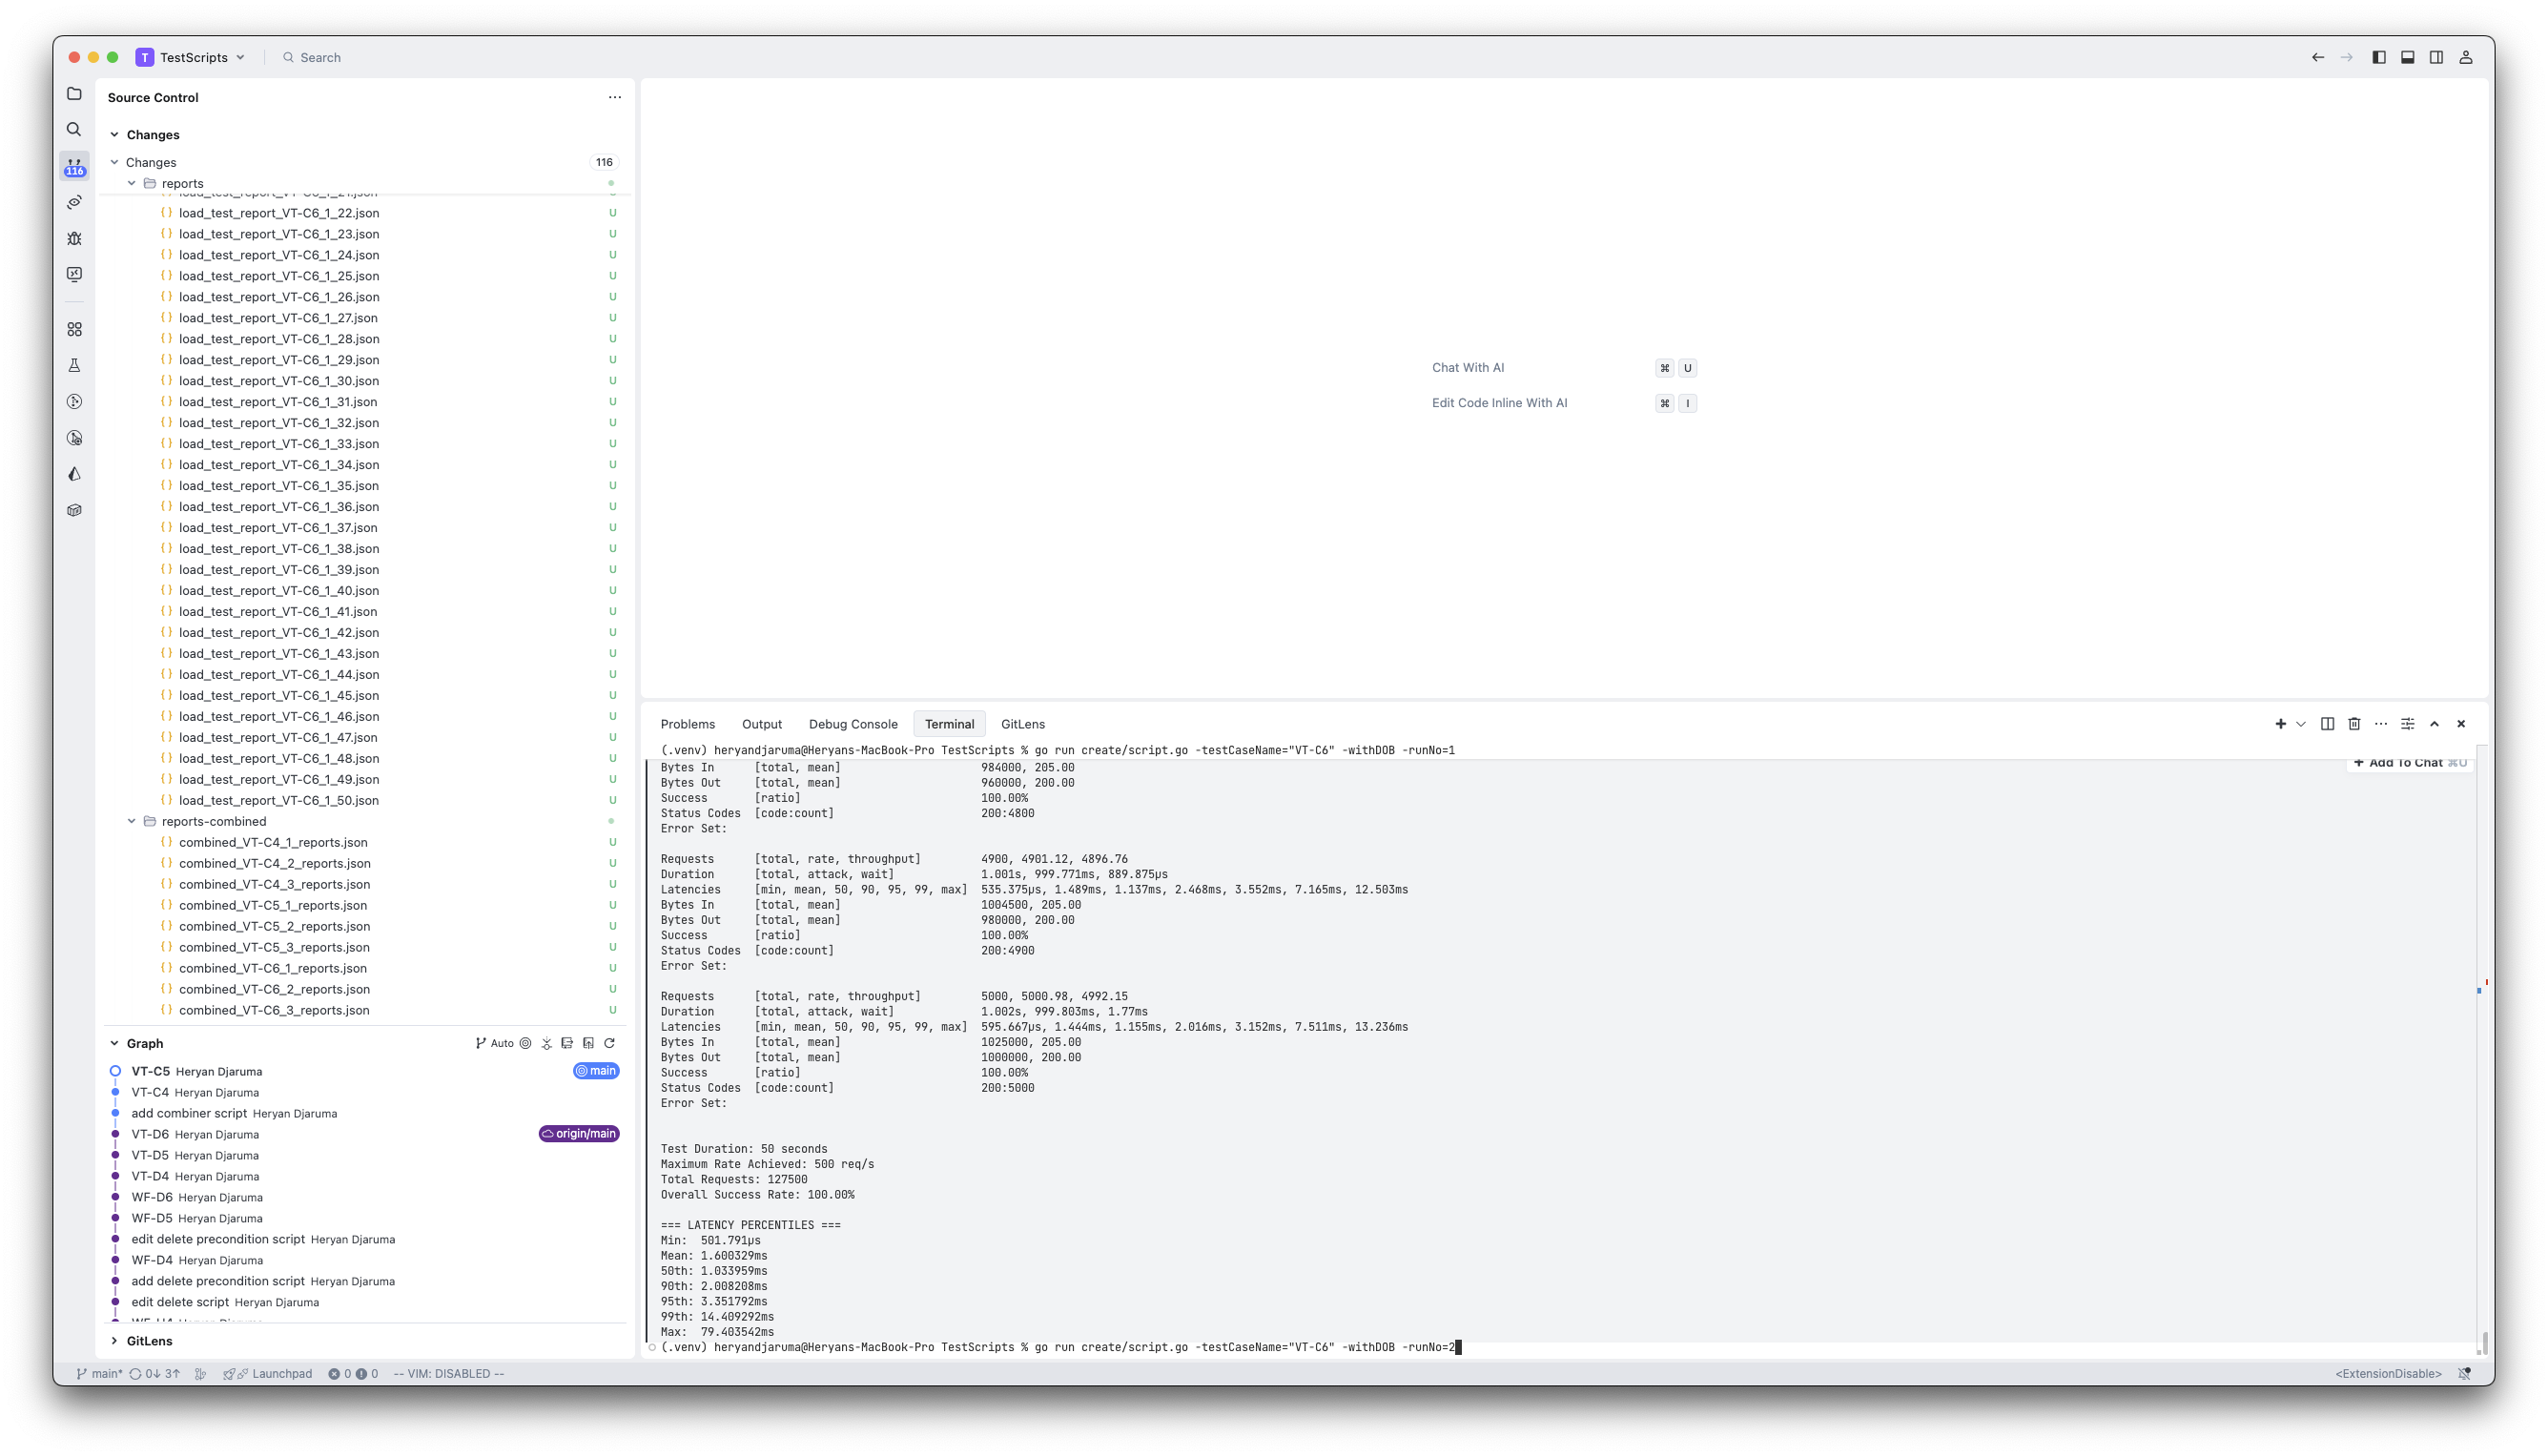 T TestScripts
Search
Source Control
Changes
Changes 116
116
reports
load_test_report_VT-C6_1_21.json
load_test_report_VT-C6_1_22.json U
load_test_report_VT-C6_1_23.json U
load_test_report_VT-C6_1_24.json U
load_test_report_VT-C6_1_25.json U
load_test_report_VT-C6_1_26.json U
load_test_report_VT-C6_1_27.json U
load_test_report_VT-C6_1_28.json U
load_test_report_VT-C6_1_29.json U
load_test_report_VT-C6_1_30.json U
load_test_report_VT-C6_1_31.json U
load_test_report_VT-C6_1_32.json U
load_test_report_VT-C6_1_33.json U
load_test_report_VT-C6_1_34.json U
load_test_report_VT-C6_1_35.json U
load_test_report_VT-C6_1_36.json U
load_test_report_VT-C6_1_37.json U
load_test_report_VT-C6_1_38.json U
load_test_report_VT-C6_1_39.json U
load_test_report_VT-C6_1_40.json U
load_test_report_VT-C6_1_41.json U
load_test_report_VT-C6_1_42.json U
load_test_report_VT-C6_1_43.json U
load_test_report_VT-C6_1_44.json U
load_test_report_VT-C6_1_45.json U
load_test_report_VT-C6_1_46.json U
load_test_report_VT-C6_1_47.json U
load_test_report_VT-C6_1_48.json U
load_test_report_VT-C6_1_49.json U
load_test_report_VT-C6_1_50.json U
reports-combined
combined_VT-C4_1_reports.json U
combined_VT-C4_2_reports.json U
combined_VT-C4_3_reports.json U
combined_VT-C5_1_reports.json U
combined_VT-C5_2_reports.json U
combined_VT-C5_3_reports.json U
combined_VT-C6_1_reports.json U
combined_VT-C6_2_reports.json U
combined_VT-C6_3_reports.json U
Graph Auto
VT-C5 Heryan Djaruma main
VT-C4 Heryan Djaruma
add combiner script Heryan Djaruma
VT-D6 Heryan Djaruma origin/main
VT-D5 Heryan Djaruma
VT-D4 Heryan Djaruma
WF-D6 Heryan Djaruma
WF-D5 Heryan Djaruma
edit delete precondition script Heryan Djaruma
WF-D4 Heryan Djaruma
add delete precondition script Heryan Djaruma
edit delete script Heryan Djaruma
GitLens
Chat With AI ⌘ U
Edit Code Inline With AI ⌘ I
Problems Output Debug Console Terminal GitLens
(.venv) heryandjaruma@Heryans-MacBook-Pro TestScripts % go run create/script.go -testCaseName="VT-C6" -withDOB -runNo=1
+ Add To Chat ⌘U
Bytes In [total, mean] 984000, 205.00
Bytes Out [total, mean] 960000, 200.00
Success [ratio] 100.00%
Status Codes [code:count] 200:4800
Error Set:
Requests [total, rate, throughput] 4900, 4901.12, 4896.76
Duration [total, attack, wait] 1.001s, 999.771ms, 889.875µs
Latencies [min, mean, 50, 90, 95, 99, max] 535.375µs, 1.489ms, 1.137ms, 2.468ms, 3.552ms, 7.165ms, 12.503ms
Bytes In [total, mean] 1004500, 205.00
Bytes Out [total, mean] 980000, 200.00
Success [ratio] 100.00%
Status Codes [code:count] 200:4900
Error Set:
Requests [total, rate, throughput] 5000, 5000.98, 4992.15
Duration [total, attack, wait] 1.002s, 999.803ms, 1.77ms
Latencies [min, mean, 50, 90, 95, 99, max] 595.667µs, 1.444ms, 1.155ms, 2.016ms, 3.152ms, 7.511ms, 13.236ms
Bytes In [total, mean] 1025000, 205.00
Bytes Out [total, mean] 1000000, 200.00
Success [ratio] 100.00%
Status Codes [code:count] 200:5000
Error Set:
Test Duration: 50 seconds
Maximum Rate Achieved: 500 req/s
Total Requests: 127500
Overall Success Rate: 100.00%
=== LATENCY PERCENTILES ===
Min: 501.791µs
Mean: 1.600329ms
50th: 1.033959ms
90th: 2.008208ms
95th: 3.351792ms
99th: 14.409292ms
Max: 79.403542ms
(.venv) heryandjaruma@Heryans-MacBook-Pro TestScripts % go run create/script.go -testCaseName="VT-C6" -withDOB -runNo=2
main* 0↓ 3↑ Launchpad 0 0 -- VIM: DISABLED --
<ExtensionDisable>